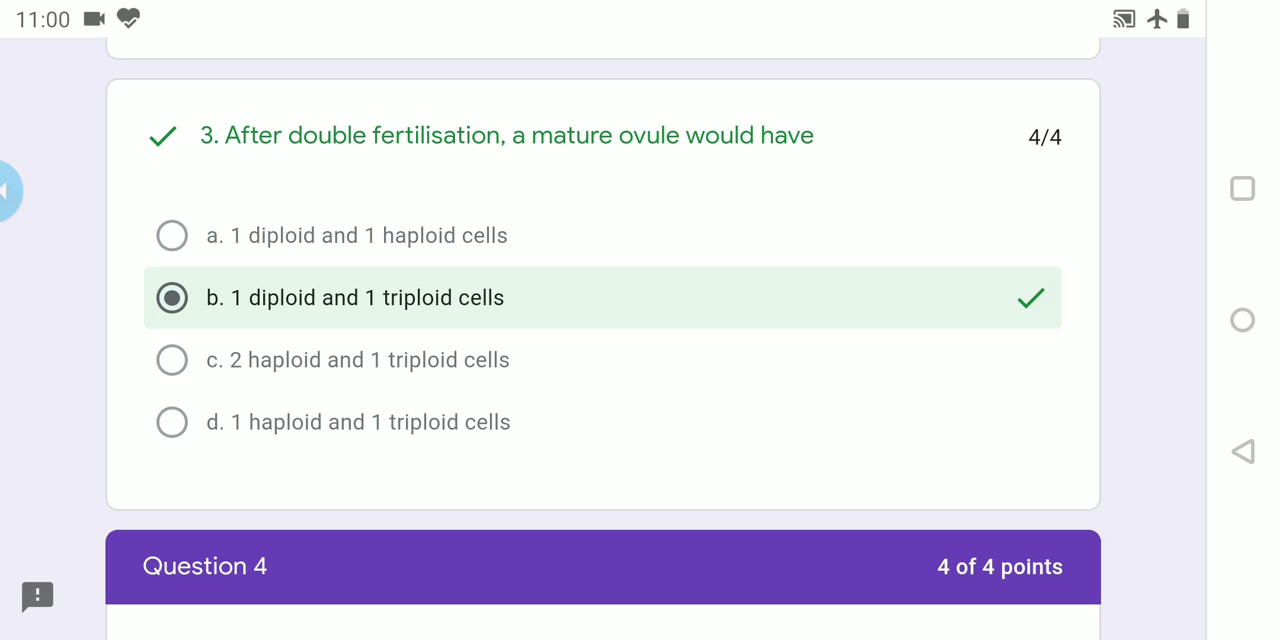 11:00
3. After double fertilisation, a mature ovule would have
4/4
a. 1 diploid and 1 haploid cells
b. 1 diploid and 1 triploid cells
c. 2 haploid and 1 triploid cells
d. 1 haploid and 1 triploid cells
Question 4
4 of 4 points